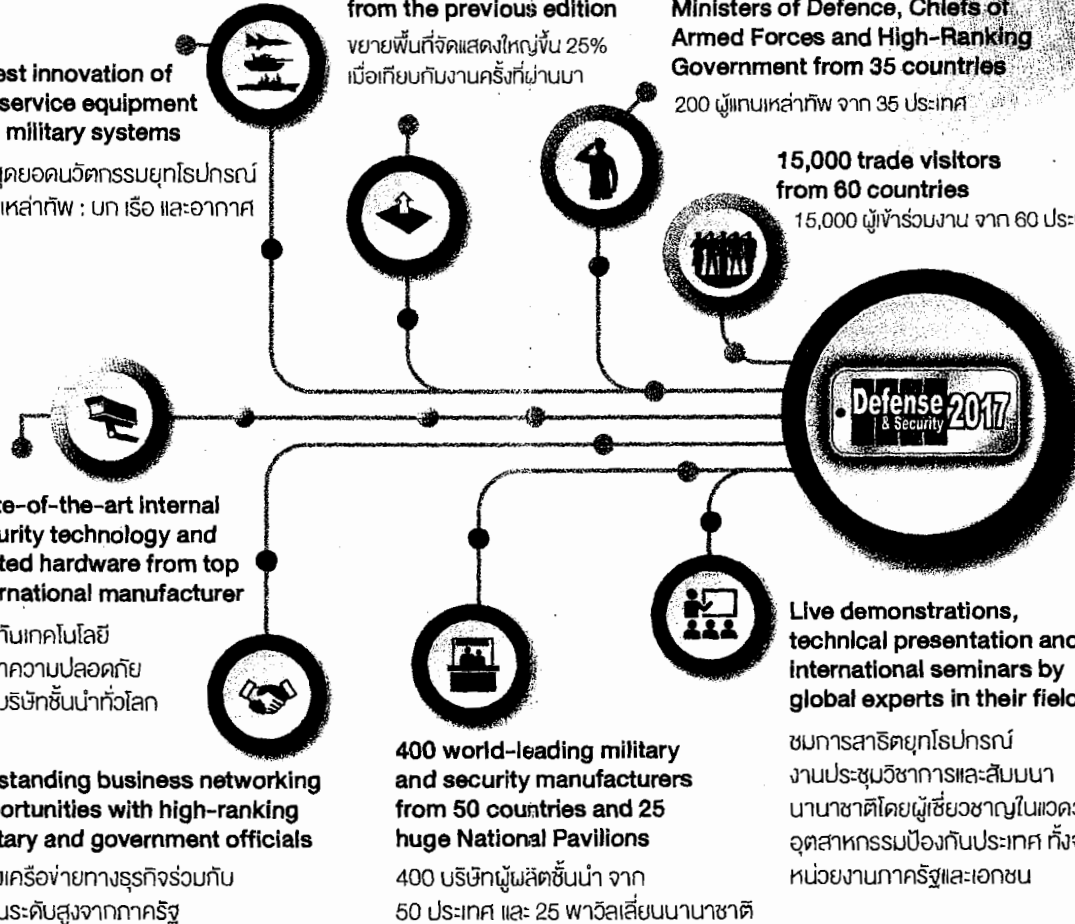 from the previous edition
ขยายพื้นที่จัดแสดงใหญ่ขึ้น 25%
เมื่อเทียบกับงานครั้งที่ผ่านมา
Ministers of Defence, Chiefs of
Armed Forces and High-Ranking
Government from 35 countries
200 ผู้แทนเหล่าทัพ จาก 35 ประเทศ
est innovation of
service equipment
military systems
สุดยอดนวัตกรรมยุทโธปกรณ์
เหล่าทัพ : บก เรือ และอากาศ
15,000 trade visitors
from 60 countries
15,000 ผู้เข้าร่วมงาน จาก 60 ประ
Defense
& Security
2017
te-of-the-art internal
urity technology and
ted hardware from top
rnational manufacturer
กันเทคโนโลยี
าความปลอดภัย
บริษัทชั้นนำทั่วโลก
standing business networking
ortunities with high-ranking
tary and government officials
งเครือข่ายทางธุรกิจร่วมกับ
นระดับสูงจากภาครัฐ
400 world-leading military
and security manufacturers
from 50 countries and 25
huge National Pavilions
400 บริษัทผู้ผลิตชั้นนำ จาก
50 ประเทศ และ 25 พาวิลเลี่ยนนานาชาติ
Live demonstrations,
technical presentation and
international seminars by
global experts in their field
ชมการสาธิตยุทโธปกรณ์
งานประชุมวิชาการและสัมมนา
นานาชาติโดยผู้เชี่ยวชาญในแวดว
อุตสาหกรรมป้องกันประเทศ ทั้งจ
หน่วยงานภาครัฐและเอกชน